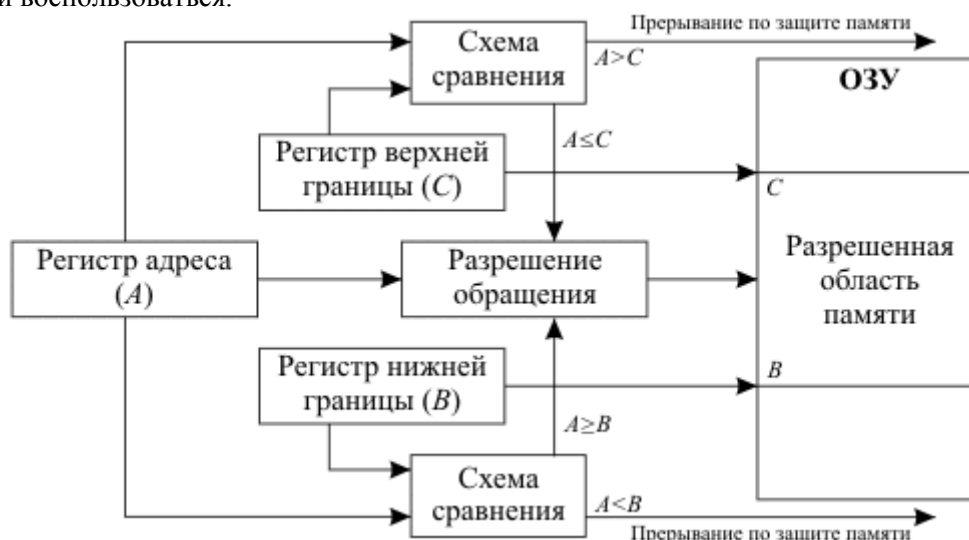 и воспользоваться.
Прерывание по защите памяти
Схема
сравнения
A>C
ОЗУ
A≤C
Регистр верхней
границы (C)
C
Регистр адреса
(A)
Разрешение
обращения
Разрешенная
область
памяти
Регистр нижней
границы (B)
B
A≥B
Схема
сравнения
A<B
Прерывание по защите памяти